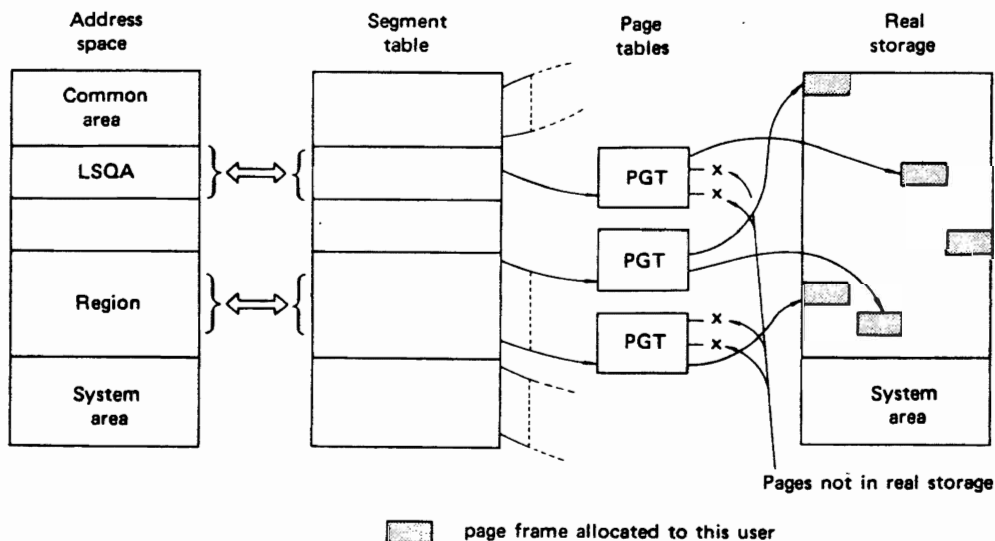 Address
space
Segment
table
Page
tables
Real
storage
Common
area
LSQA
Region
System
area
PGT
x
x
PGT
PGT
x
x
System
area
Pages not in real storage
page frame allocated to this user